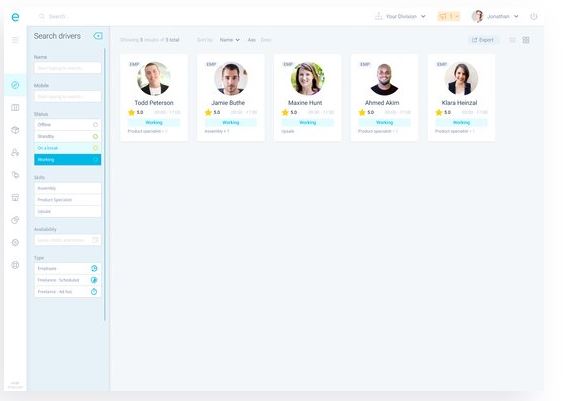 e
Search
Your Division
1
Jonathan
Search drivers
Name
Start typing to search...
Mobile
Start typing to search...
Status
Offline
Standby
On a break
Working
Skills
Assembly
Product Specialist
Upsale
Availability
Type
Employee
Freelance - Scheduled
Freelance - Ad hoc
Showing 5 results of 5 total
Sort by: Name Asc Desc
Export
EMP
Todd Peterson
5.0
Working
Product specialist + 1
EMP
Jamie Buthe
5.0
Working
Assembly + 1
EMP
Maxine Hunt
5.0
Working
Upsale
EMP
Ahmed Akim
5.0
Working
Product specialist + 1
EMP
Klara Heinzal
5.0
Working
Product specialist + 1